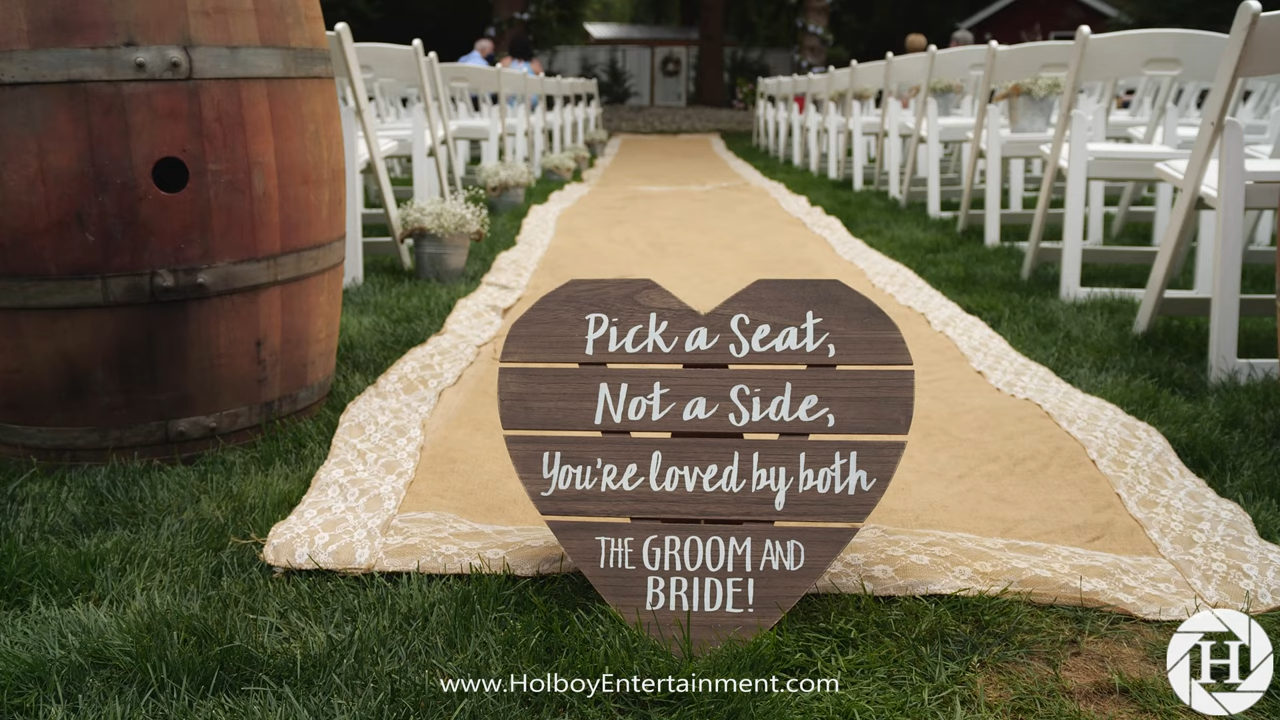 Pick a Seat,
Not a Side,
You're loved by both
THE GROOM AND
BRIDE!
www.HolboyEntertainment.com
H